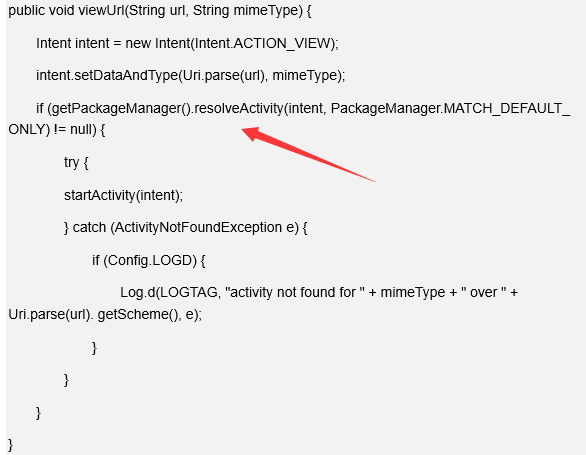 public void viewUrl(String url, String mimeType) {
Intent intent = new Intent(Intent.ACTION_VIEW);
intent.setDataAndType(Uri.parse(url), mimeType);
if (getPackageManager().resolveActivity(intent, PackageManager.MATCH_DEFAULT_
ONLY) != null) {
try {
startActivity(intent);
} catch (ActivityNotFoundException e) {
if (Config.LOGD) {
Log.d(LOGTAG, "activity not found for " + mimeType + " over " +
Uri.parse(url). getScheme(), e);
}
}
}
}